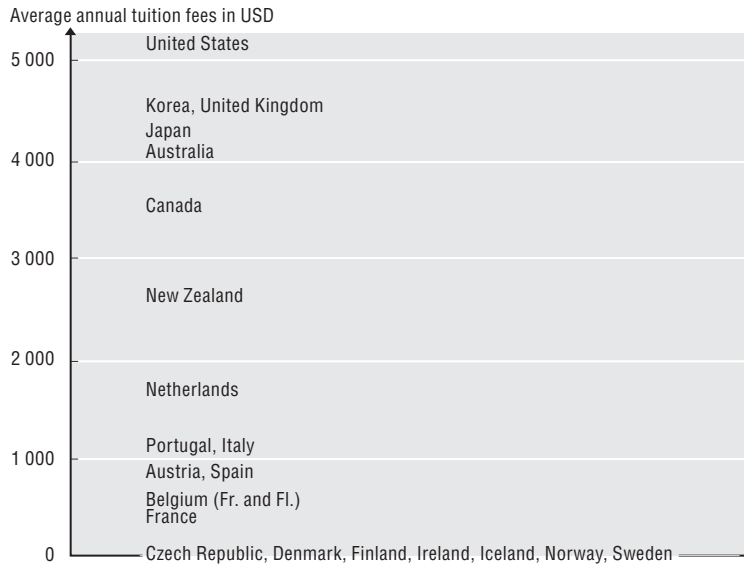 Average annual tuition fees in USD
5 000
United States
Korea, United Kingdom
Japan
Australia
4 000
Canada
3 000
New Zealand
2 000
Netherlands
Portugal, Italy
1 000
Austria, Spain
Belgium (Fr. and Fl.)
France
0
Czech Republic, Denmark, Finland, Ireland, Iceland, Norway, Sweden